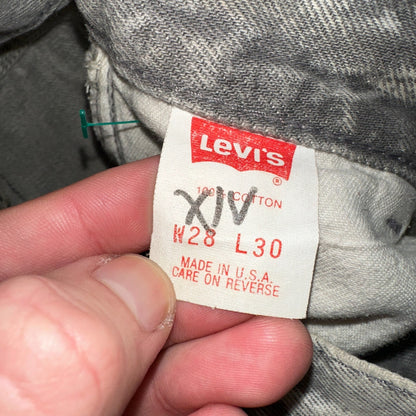 Levi's ®
100% COTTON
XIV
W28 L30
MADE IN U.S.A.
CARE ON REVERSE